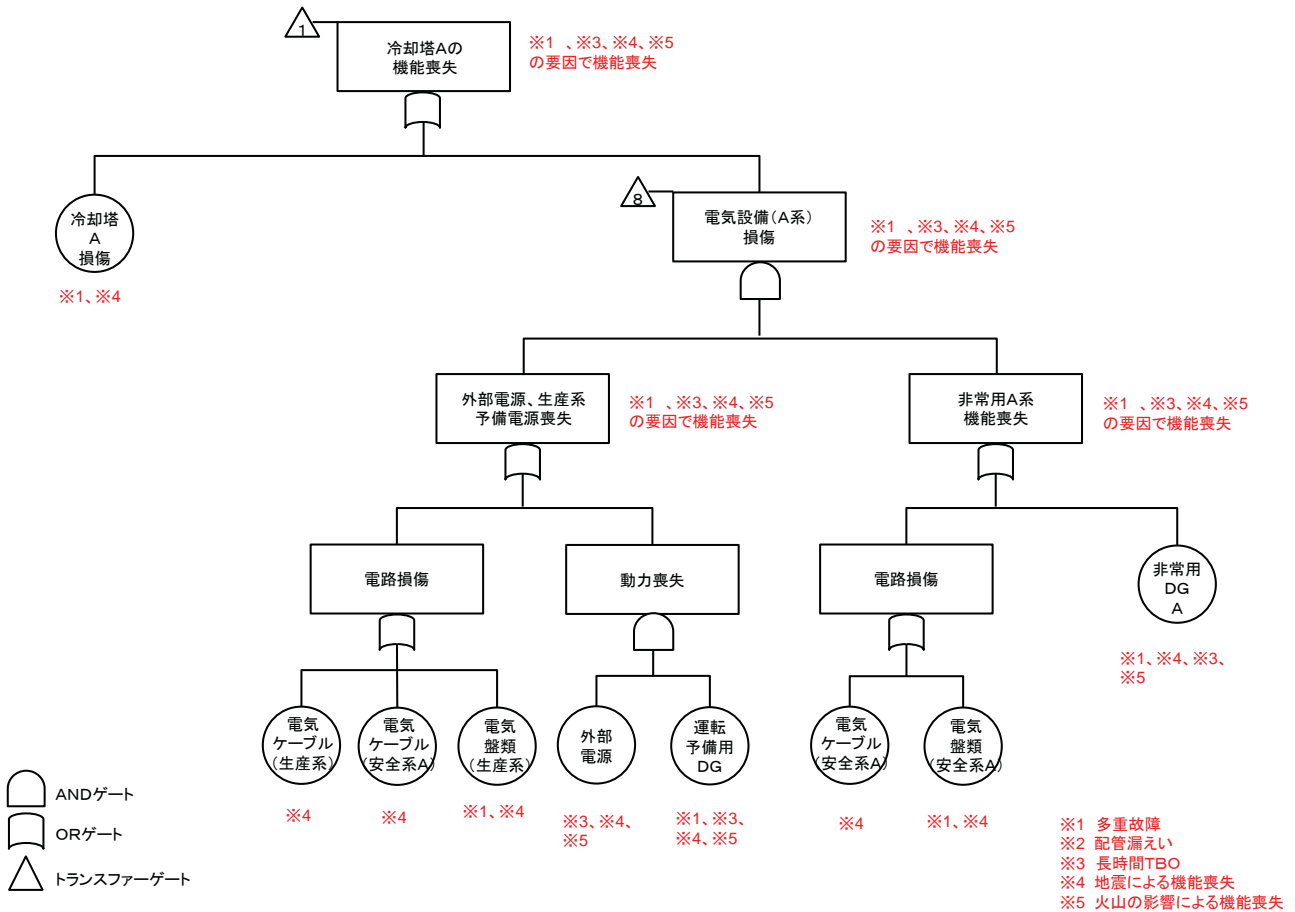 1
冷却塔Aの
機能喪失
※1 、※3、※4、※5
の要因で機能喪失
冷却塔
A
損傷
※1、※4
8
電気設備(A系)
損傷
※1 、※3、※4、※5
の要因で機能喪失
外部電源、生産系
予備電源喪失
※1 、※3、※4、※5
の要因で機能喪失
非常用A系
機能喪失
※1 、※3、※4、※5
の要因で機能喪失
電路損傷
動力喪失
電路損傷
非常用
DG
A
※1、※4、※3、
※5
電気
ケーブル
(生産系)
※4
電気
ケーブル
(安全系A)
※4
電気
盤類
(生産系)
※1、※4
外部
電源
※3、※4、
※5
運転
予備用
DG
※1、※3、
※4、※5
電気
ケーブル
(安全系A)
※4
電気
盤類
(安全系A)
※1、※4
ANDゲート
ORゲート
トランスファーゲート
※1 多重故障
※2 配管漏えい
※3 長時間TBO
※4 地震による機能喪失
※5 火山の影響による機能喪失